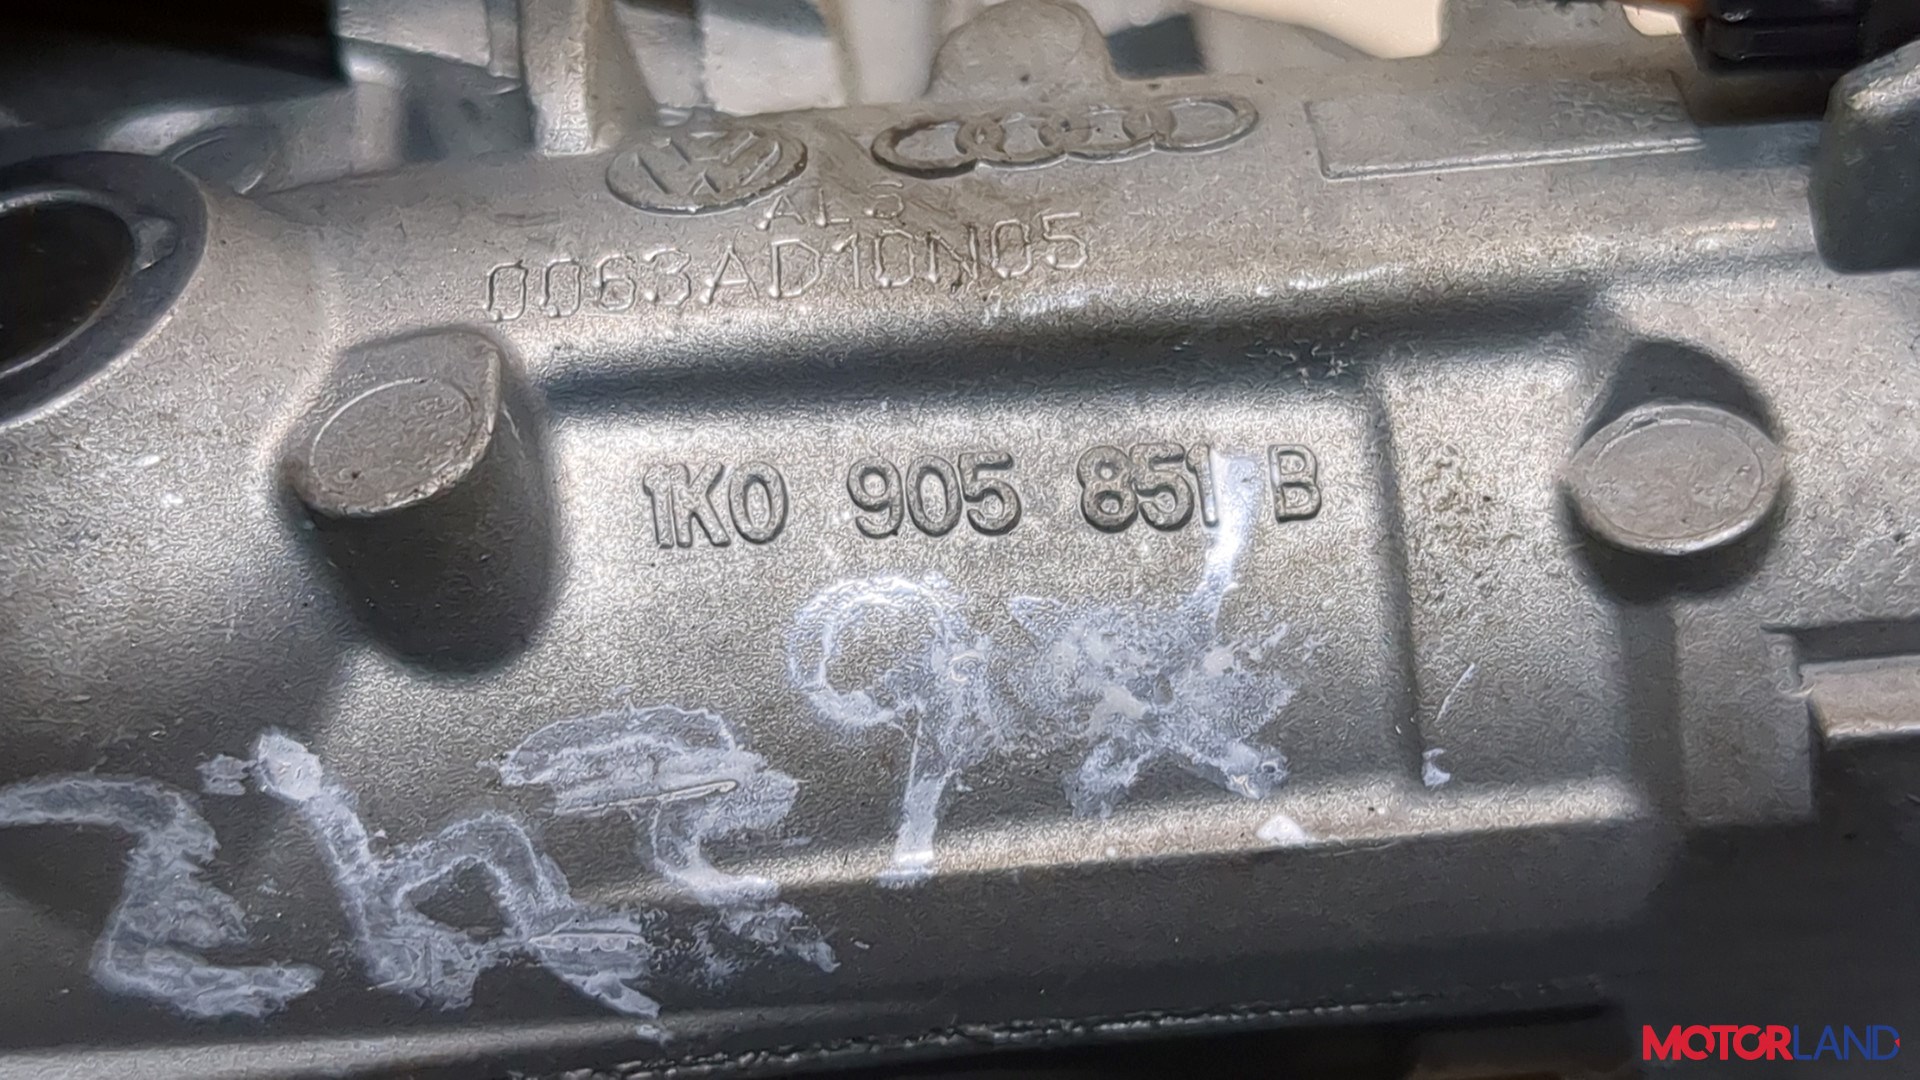 ALS
0063AD10N05
1K0 905 851 B
MOTORLAND